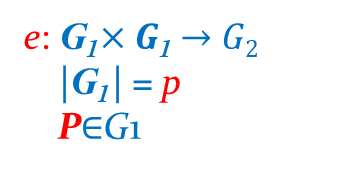 e: G₁× G₁ → G₂
|G₁| = p
P∈G1